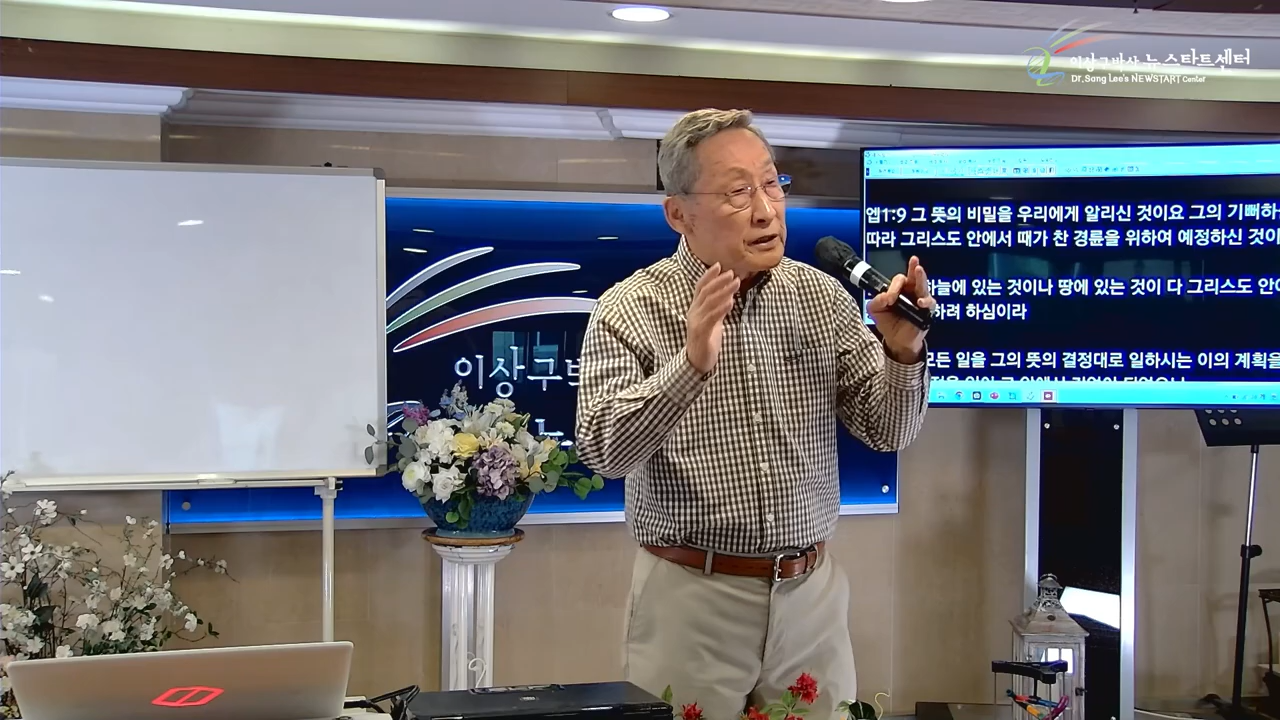 이상구박사 뉴스타트센터
Dr.Sang Lee's NEWSTART Center
엡1:9 그 뜻의 비밀을 우리에게 알리신 것이요 그의 기뻐하
따라 그리스도 안에서 때가 찬 경륜을 위하여 예정하신 것이
하늘에 있는 것이나 땅에 있는 것이 다 그리스도 안에
하려 하심이라
모든 일을 그의 뜻의 결정대로 일하시는 이의 계획을
이상구